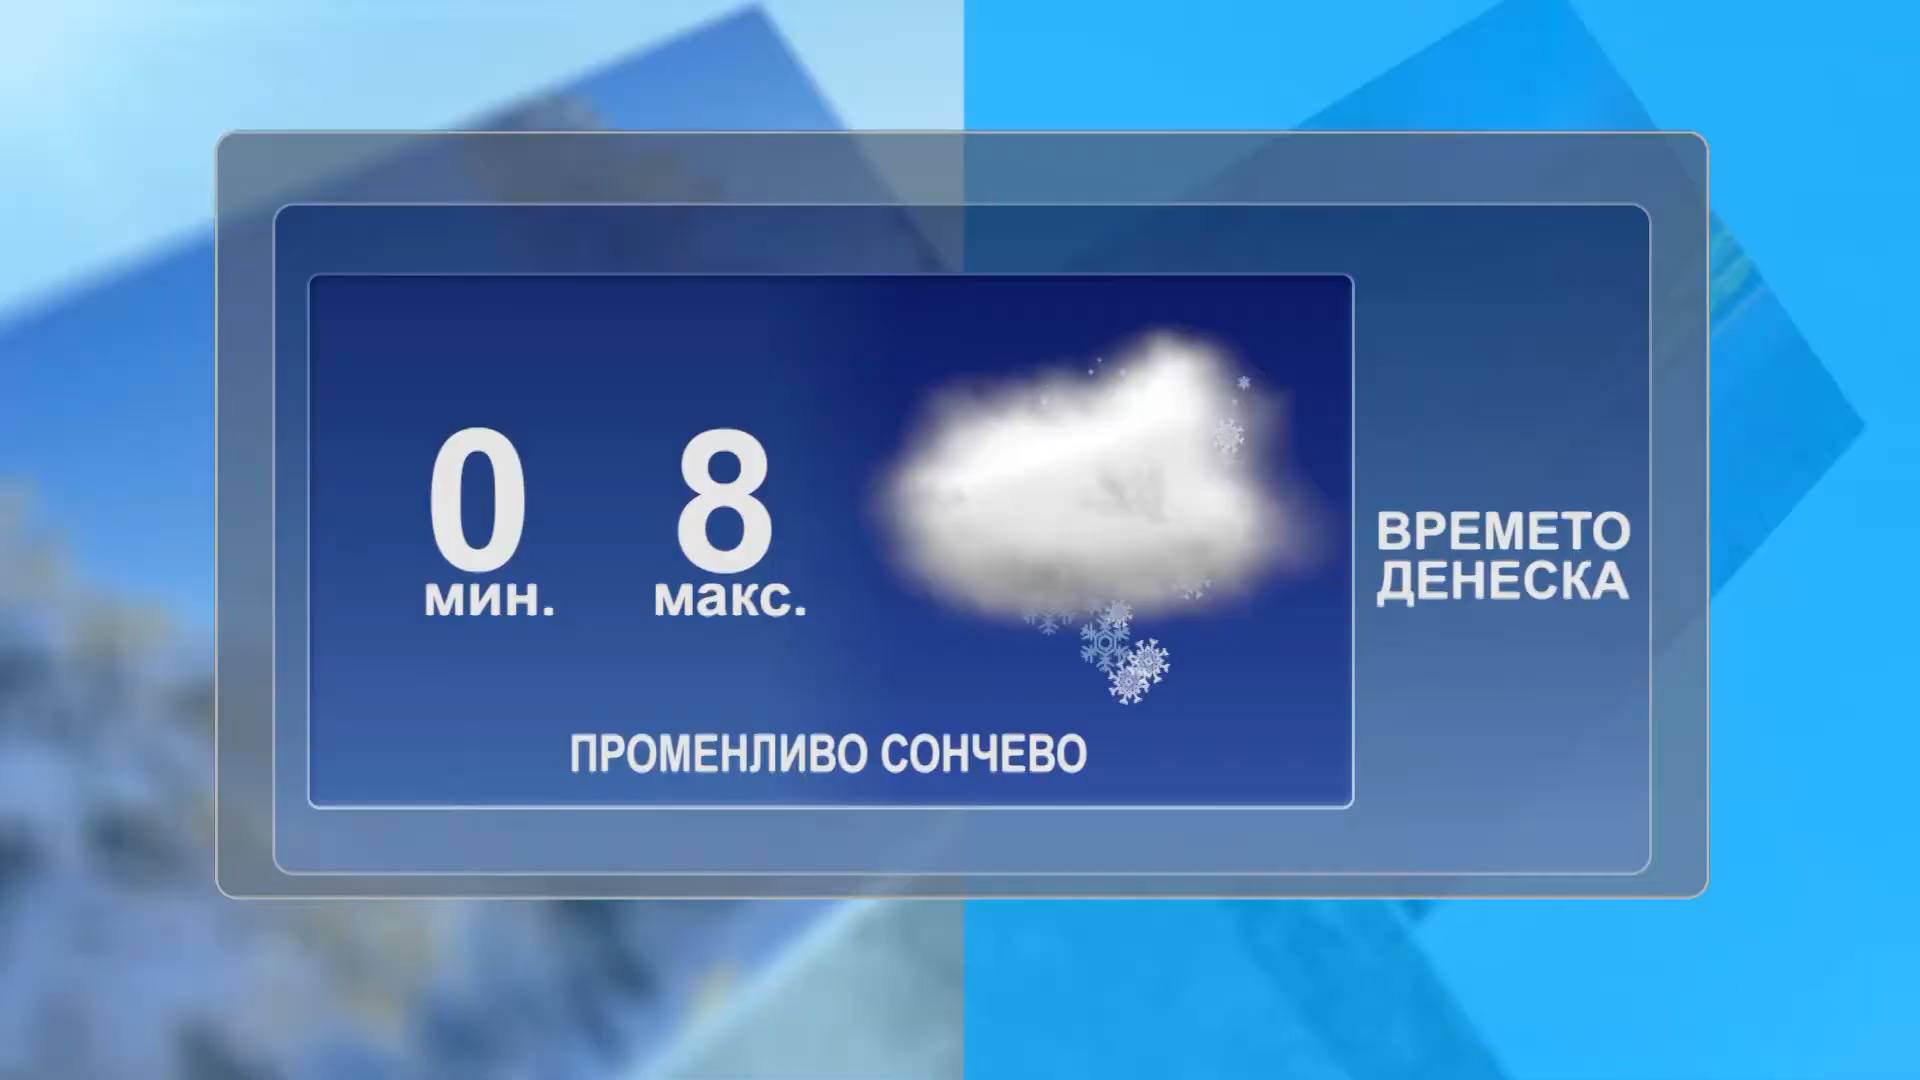 0 8
мин. макс.
ПРОМЕНЛИВО СОНЧЕВО
ВРЕМЕТО
ДЕНЕСКА